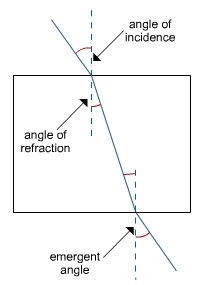 angle of
incidence
angle of
refraction
emergent
angle